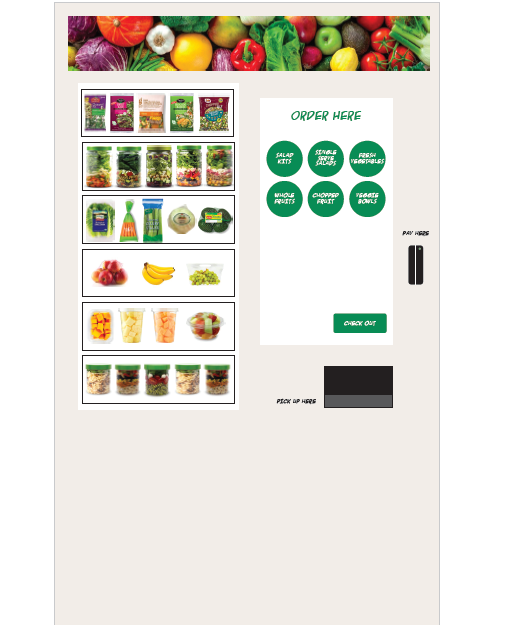 ORDER HERE
SALAD
KITS
SINGLE
SERVE
SALADS
FRESH
VEGETABLES
WHOLE
FRUITS
CHOPPED
FRUIT
VEGGIE
BOWLS
PAY HERE
CHECK OUT
PICK UP HERE